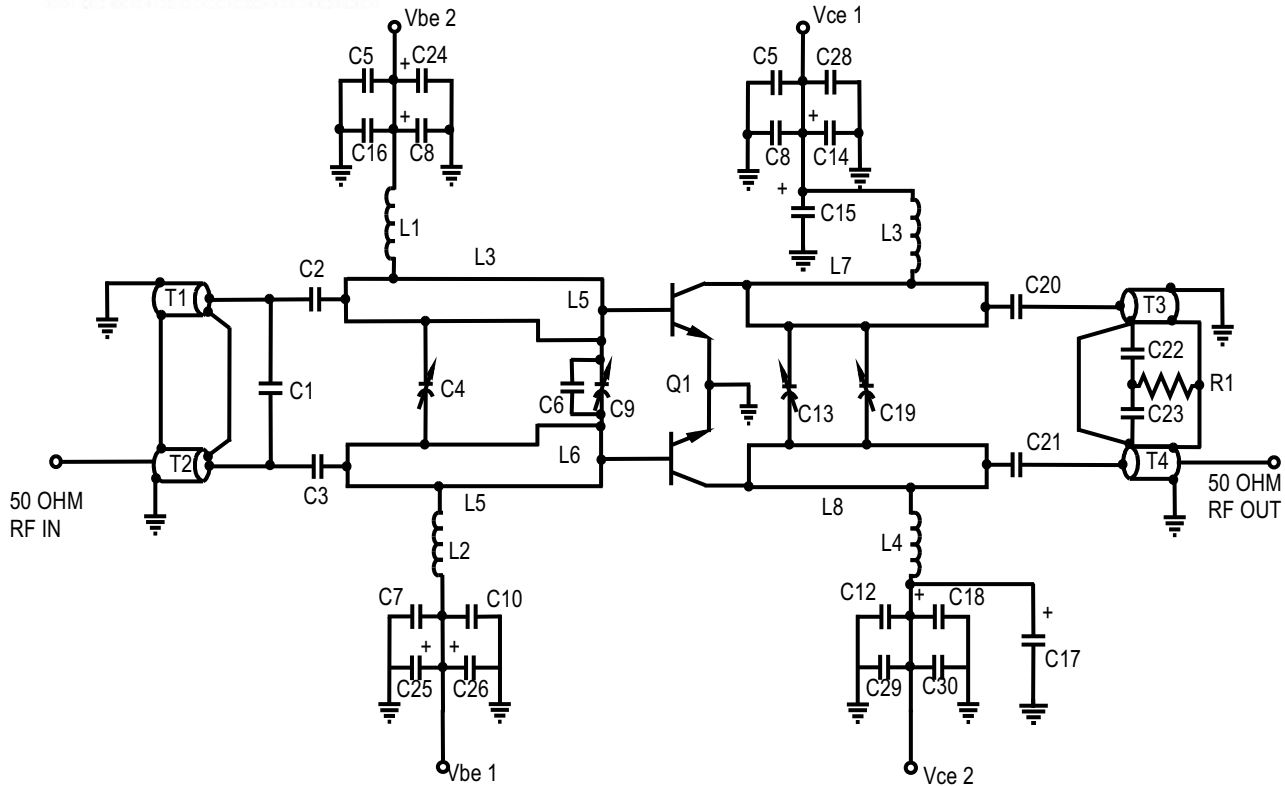 Vbe 2
Vce 1
C5
+
C24
C5
C28
+
+
C16
C8
C8
C14
+
C15
L1
L3
L3
L7
C2
C20
T1
L5
T3
C22
C1
C4
C6
C9
Q1
C13
C19
R1
C23
T2
L6
C21
T4
C3
50 OHM
RF IN
L5
L8
50 OHM
RF OUT
L2
L4
C7
C10
C12
+
C18
+
+
+
C17
C25
C26
C29
C30
Vbe 1
Vce 2